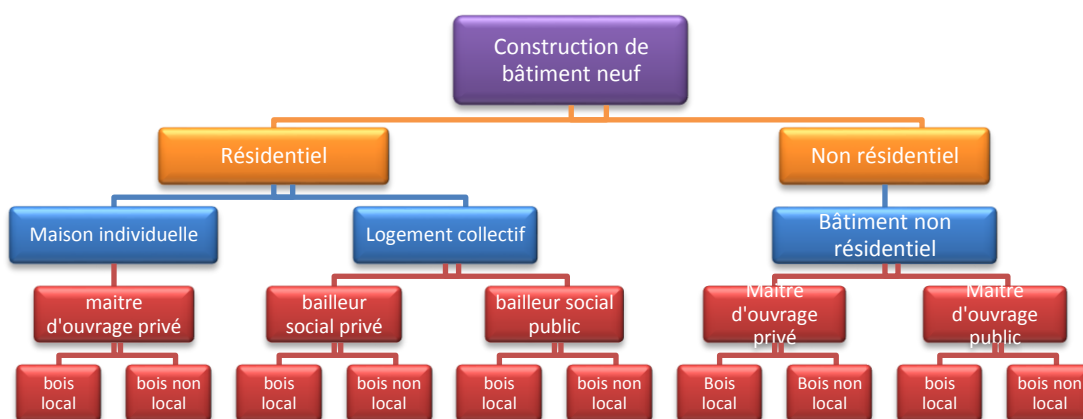 Construction de
bâtiment neuf
Résidentiel
Non résidentiel
Maison individuelle
Logement collectif
Bâtiment non
résidentiel
maitre
d'ouvrage privé
bailleur
social privé
bailleur social
public
Maitre
d'ouvrage
privé
Maitre
d'ouvrage
public
bois
local
bois non
local
bois
local
bois non
local
bois
local
bois non
local
Bois
local
Bois non
local
bois
local
bois non
local